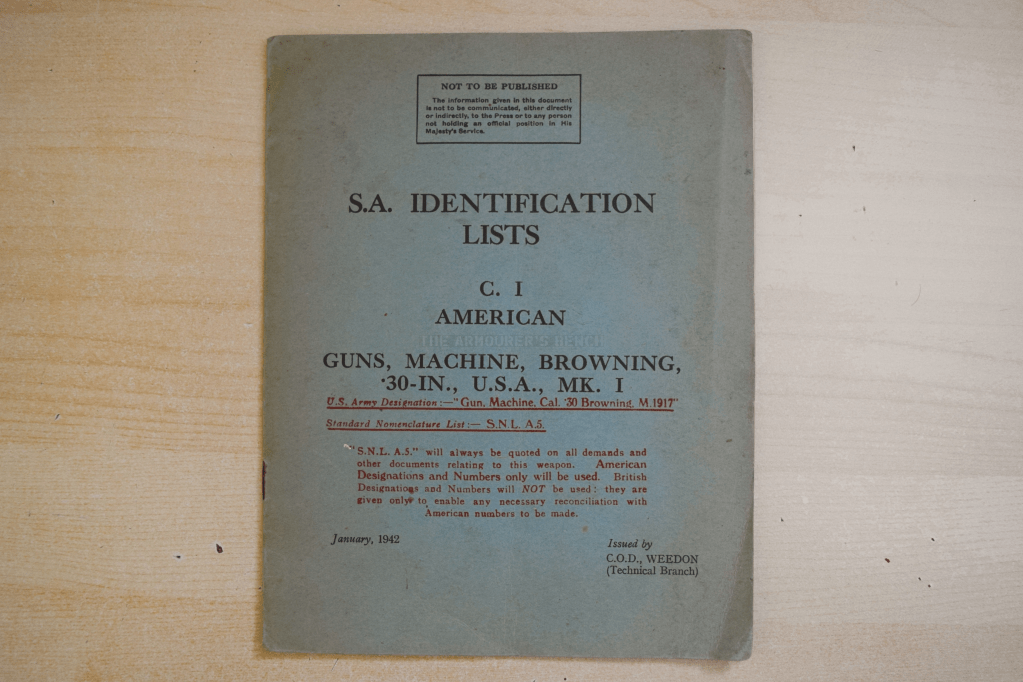 NOT TO BE PUBLISHED
The information given in this document
is not to be communicated, either directly
or indirectly, to the Press or to any person
not holding an official position in His
Majesty's Service.
S.A. IDENTIFICATION
LISTS
C. I
AMERICAN
THE ARMOURER'S BENCH
GUNS, MACHINE, BROWNING,
·30-IN., U.S.A., MK. I
U.S. Army Designation :—"Gun, Machine, Cal. ·30 Browning, M.1917"
Standard Nomenclature List :— S.N.L. A.5.
"S.N.L. A.5." will always be quoted on all demands and
other documents relating to this weapon. American
Designations and Numbers only will be used. British
Designations and Numbers will NOT be used : they are
given only to enable any necessary reconciliation with
American numbers to be made.
January, 1942
Issued by
C.O.D., WEEDON
(Technical Branch)